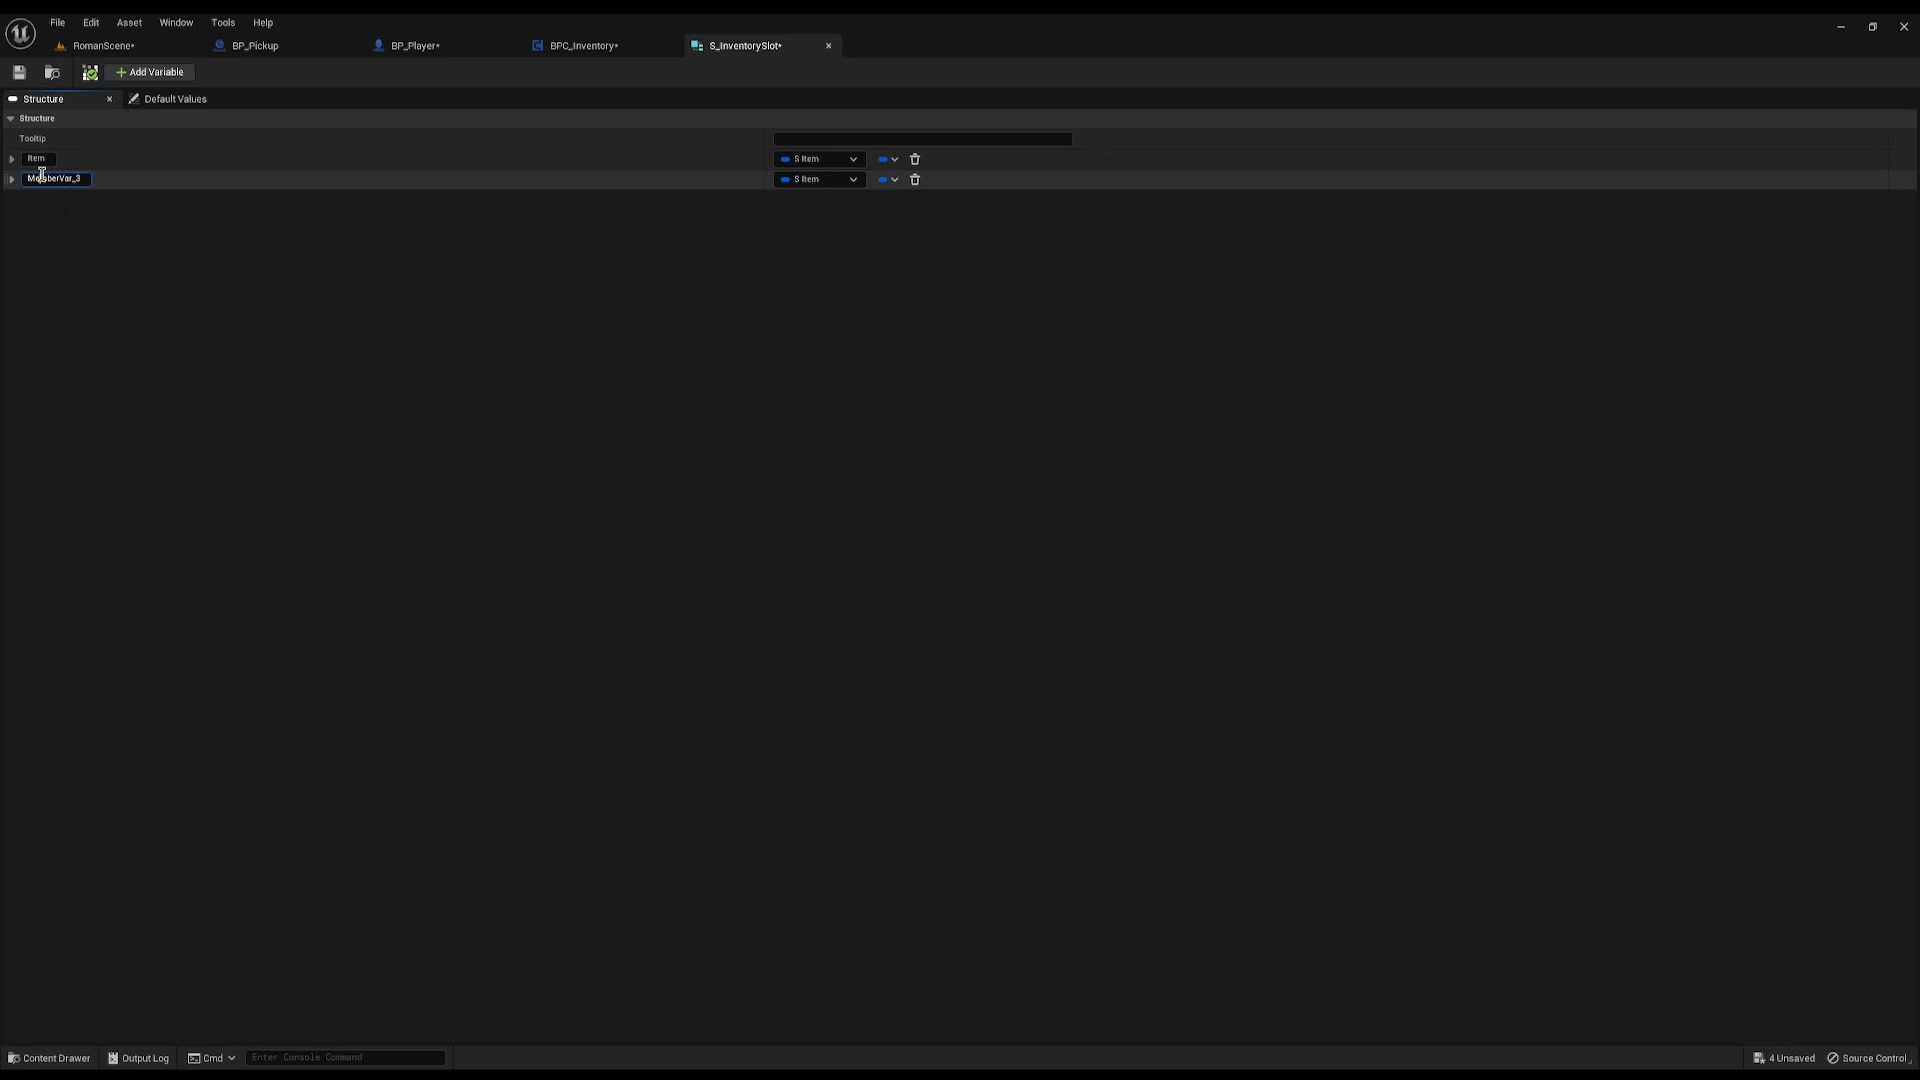 File Edit Asset Window Tools Help
RomanScene* BP_Pickup BP_Player* BPC_Inventory* S_InventorySlot*
Add Variable
Structure Default Values
Structure
Tooltip
Item S Item
MemberVar_3 S Item
Content Drawer Output Log Cmd Enter Console Command 4 Unsaved Source Control